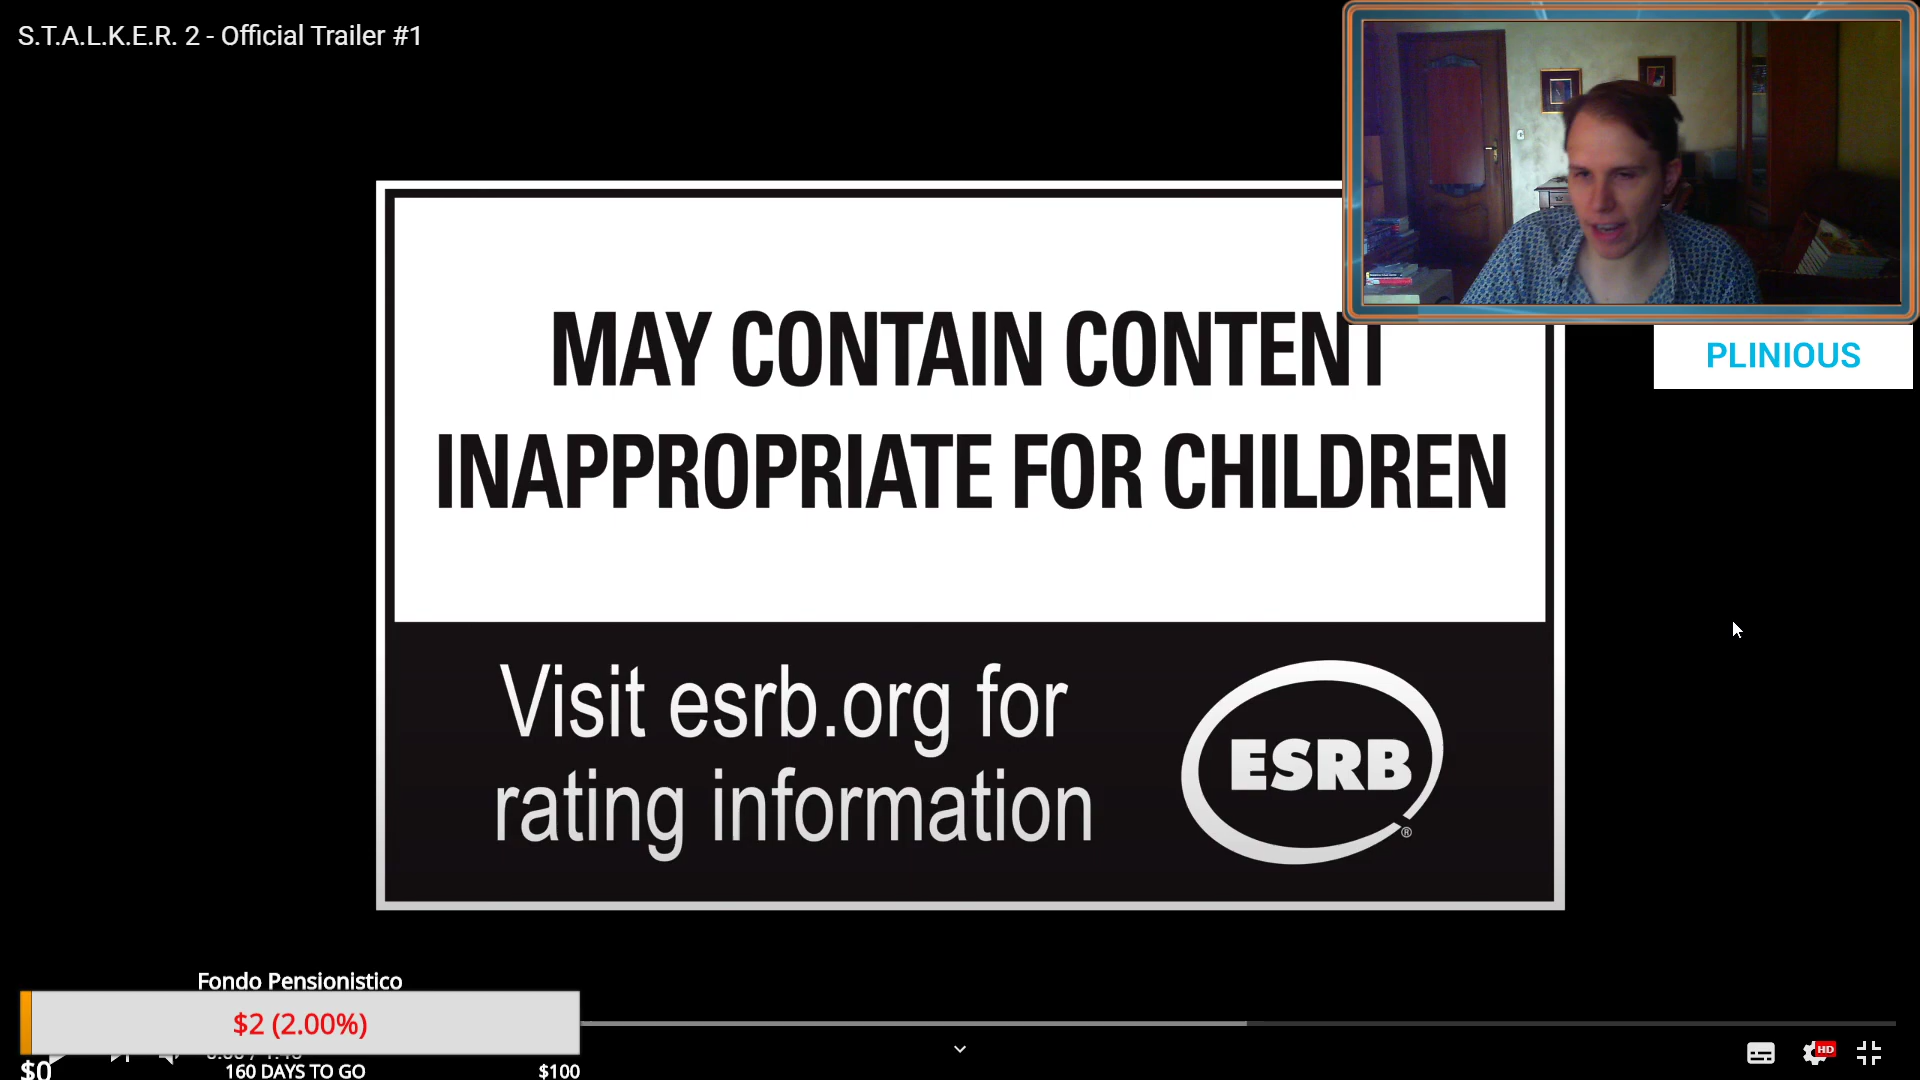 S.T.A.L.K.E.R. 2 - Official Trailer #1
MAY CONTAIN CONTENT
INAPPROPRIATE FOR CHILDREN
PLINIOUS
Visit esrb.org for
rating information
ESRB
®
Fondo Pensionistico
$2 (2.00%)
HD
$0
160 DAYS TO GO
$100